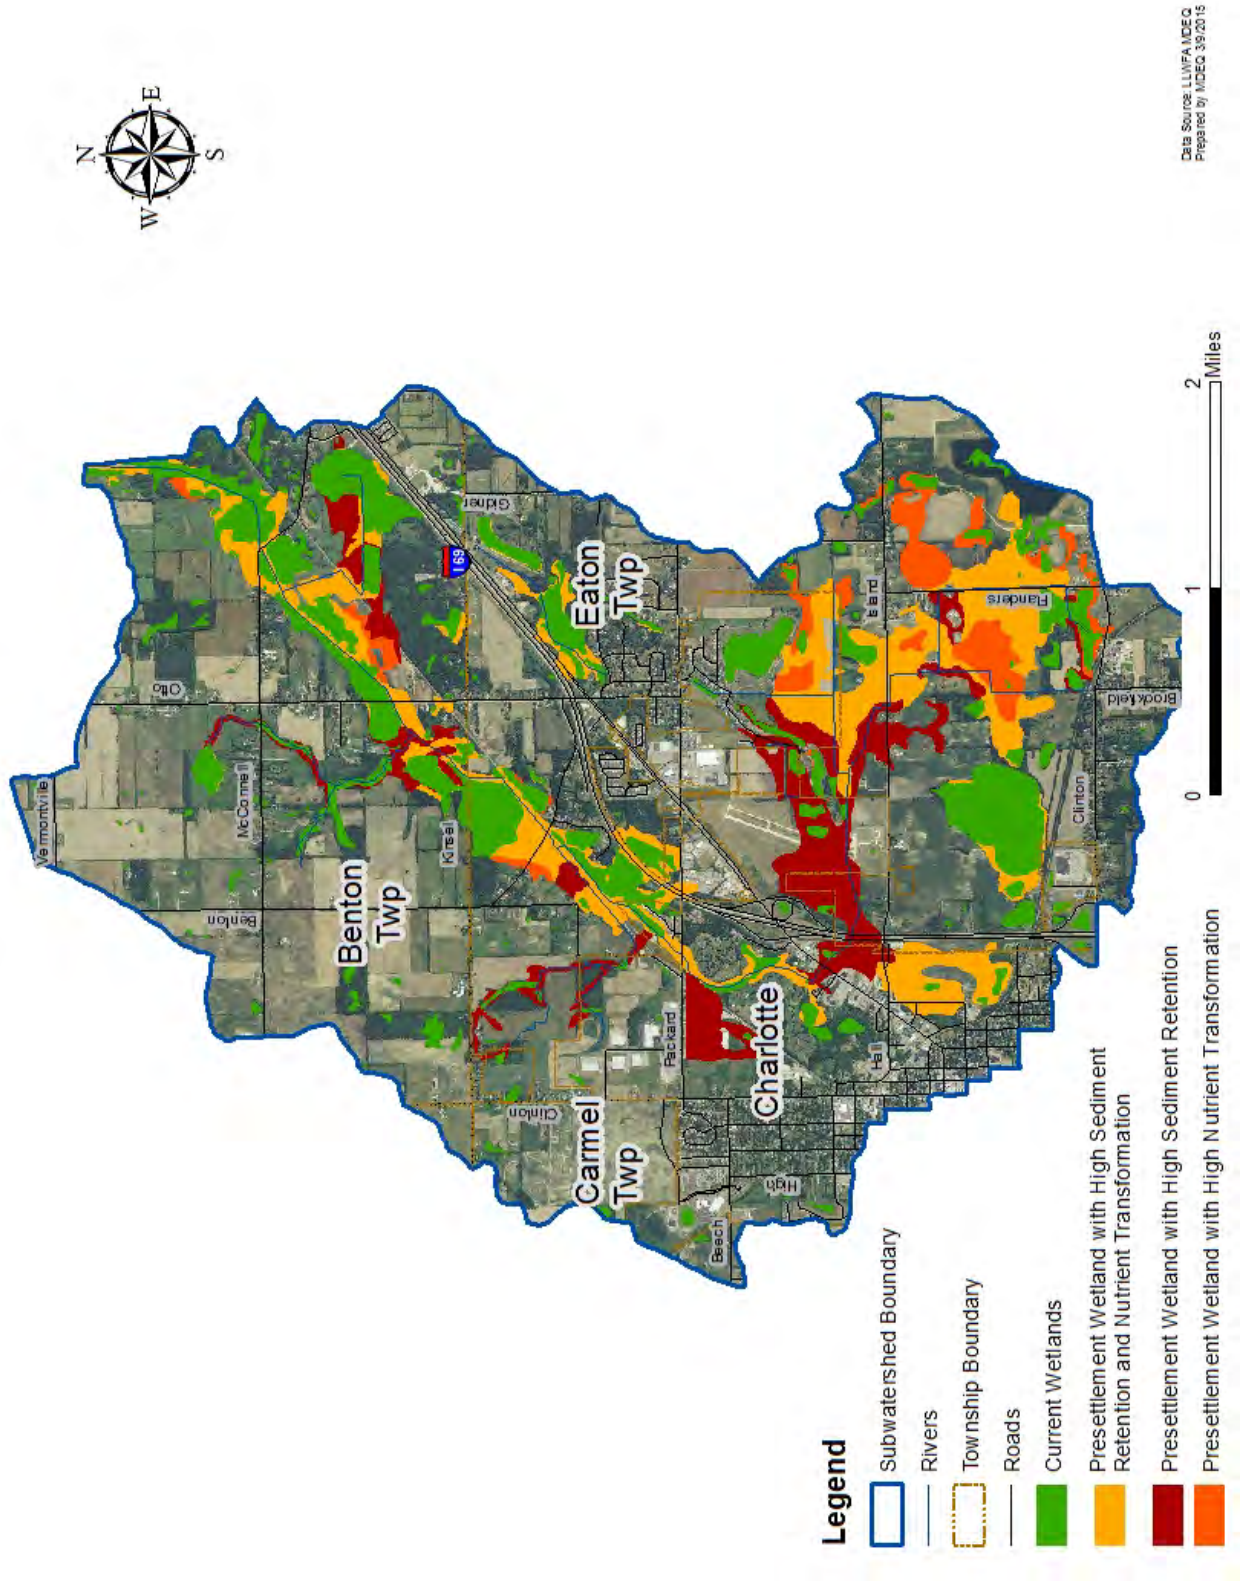 N
W
E
S
Vermontville
McConnell
Otto
Benton
Benton
Twp
Kinsel
I 69
Gidner
Eaton
Twp
Clinton
Carmel
Twp
Packard
Charlotte
Beech
High
Hall
Island
Flanders
Clinton
Brookfield
Legend
Subwatershed Boundary
Rivers
Township Boundary
Roads
Current Wetlands
Presettlement Wetland with High Sediment
Retention and Nutrient Transformation
Presettlement Wetland with High Sediment Retention
Presettlement Wetland with High Nutrient Transformation
0
1
2
Miles
Data Source: LLWFA MDEQ
Prepared by MDEQ 3/9/2015